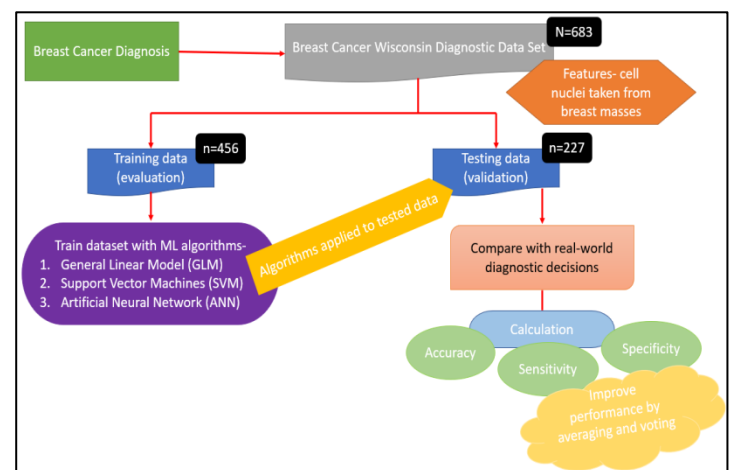 Breast Cancer Diagnosis
Breast Cancer Wisconsin Diagnostic Data Set
N=683
Features- cell
nuclei taken from
breast masses
Training data
(evaluation)
n=456
Testing data
(validation)
n=227
Train dataset with ML algorithms-
1. General Linear Model (GLM)
2. Support Vector Machines (SVM)
3. Artificial Neural Network (ANN)
Algorithms applied to tested data
Compare with real-world
diagnostic decisions
Calculation
Accuracy
Sensitivity
Specificity
Improve
performance by
averaging and voting